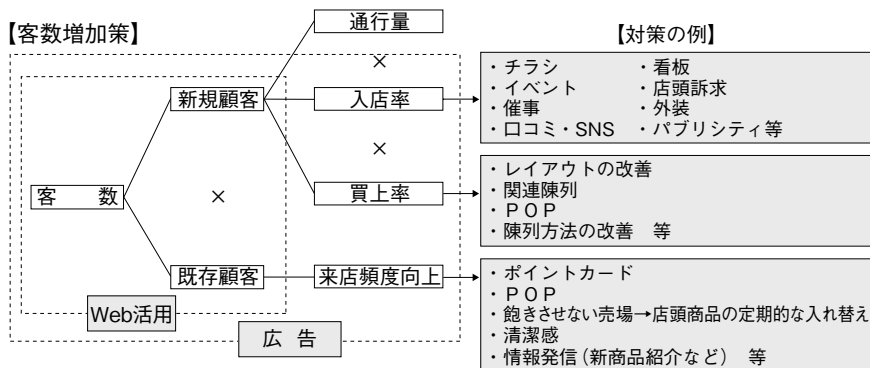 【客数増加策】
通行量
×
新規顧客
入店率
×
買上率
客 数
×
既存顧客
来店頻度向上
Web活用
広 告
【対策の例】
・チラシ ・看板
・イベント ・店頭訴求
・催事 ・外装
・口コミ・SNS ・パブリシティ等
・レイアウトの改善
・関連陳列
・POP
・陳列方法の改善 等
・ポイントカード
・POP
・飽きさせない売場→店頭商品の定期的な入れ替え
・清潔感
・情報発信(新商品紹介など) 等